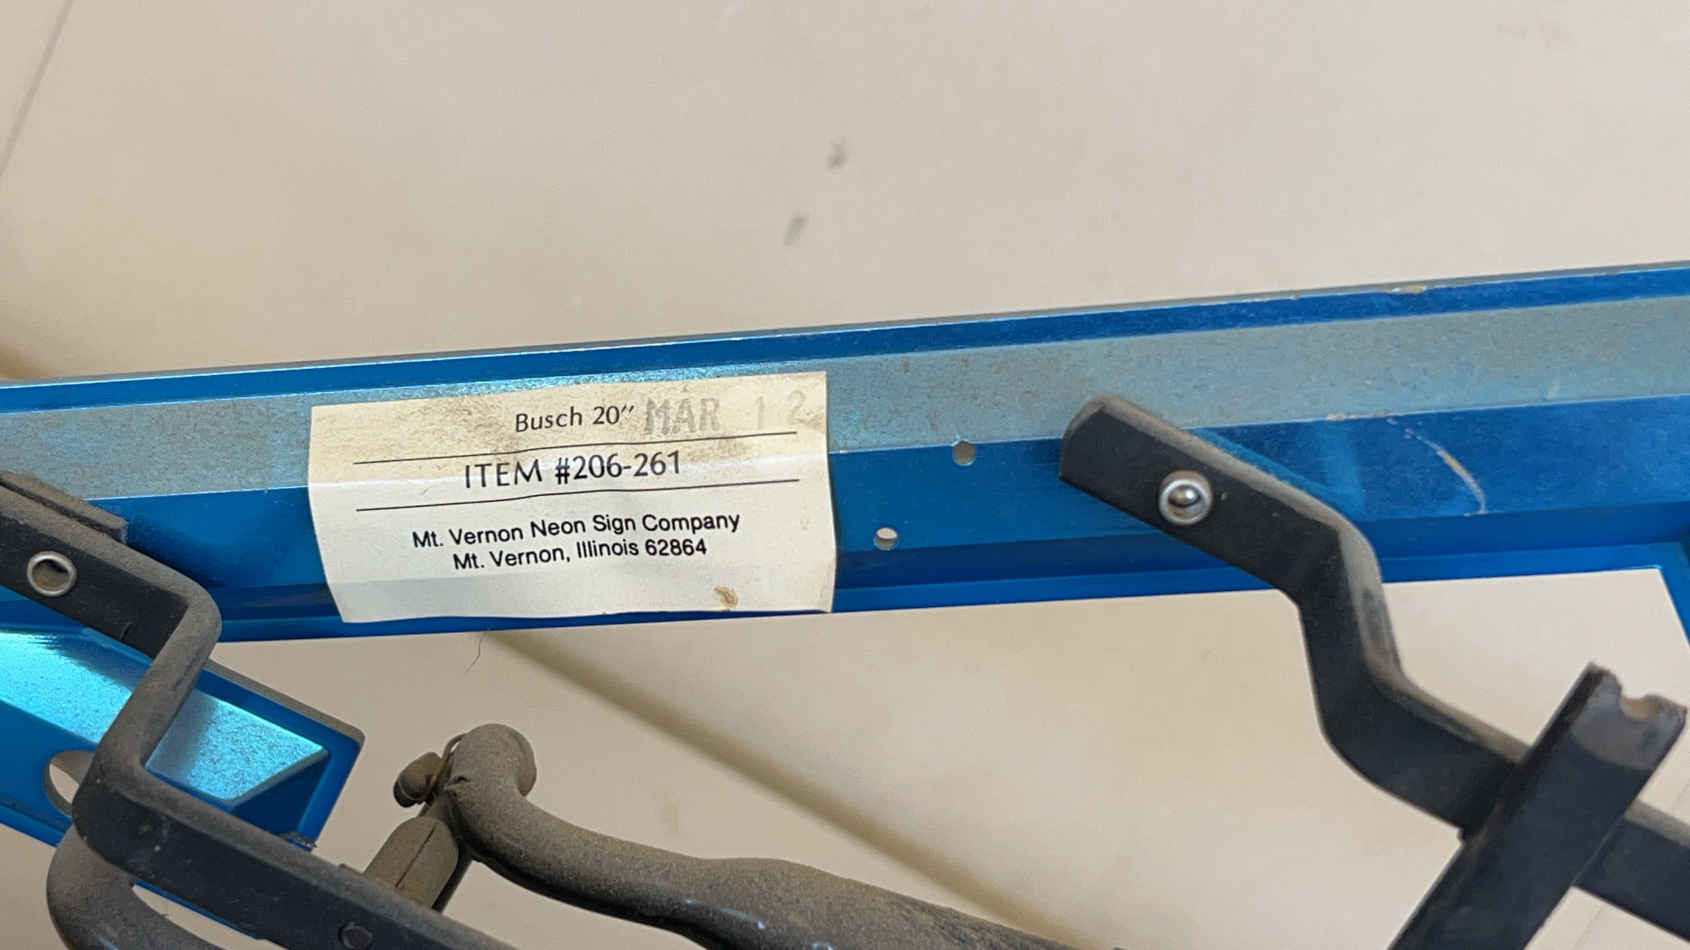 Busch 20″ MAR 12
ITEM #206-261
Mt. Vernon Neon Sign Company
Mt. Vernon, Illinois 62864